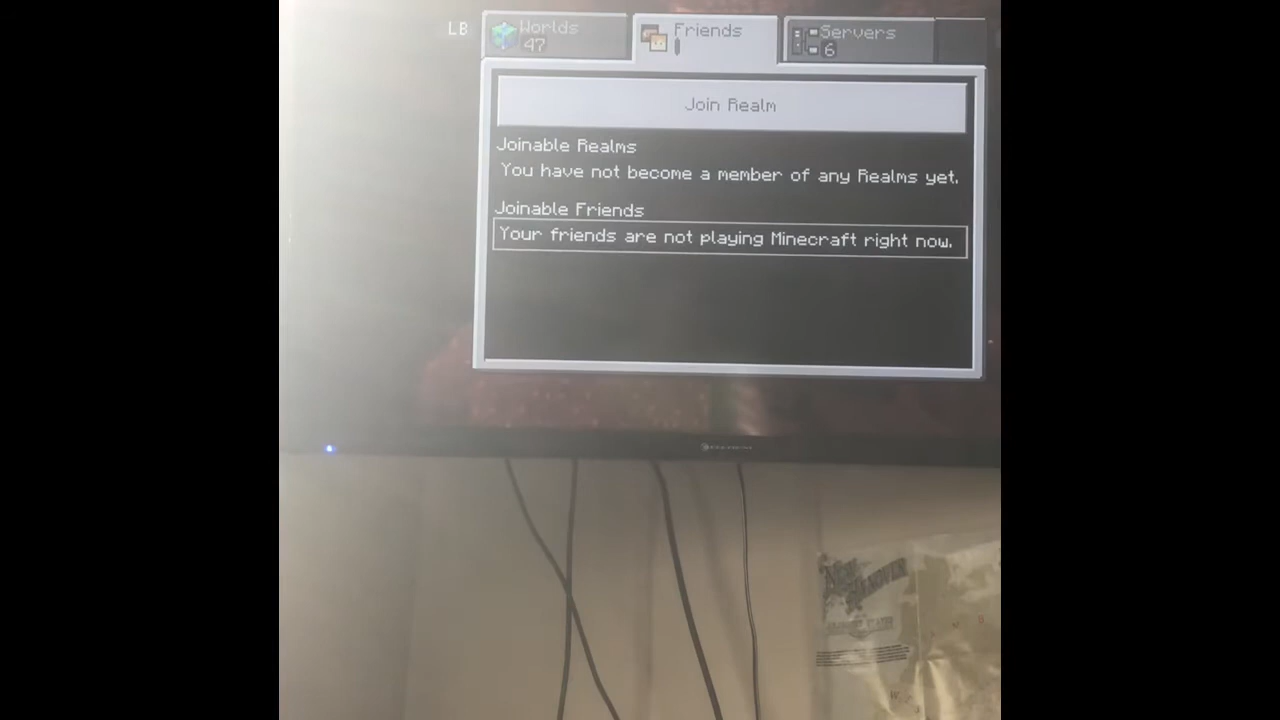 LB
Worlds
47
Friends
Servers
6
Join Realm
Joinable Realms
You have not become a member of any Realms yet.
Joinable Friends
Your friends are not playing Minecraft right now.